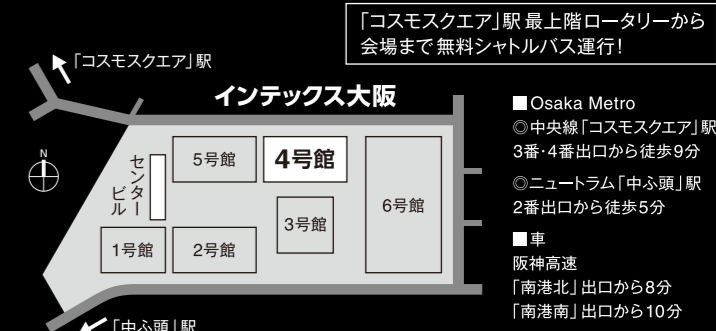 「コスモスクエア」駅最上階ロータリーから
会場まで無料シャトルバス運行!
「コスモスクエア」駅
インテックス大阪
N
センタービル
5号館
4号館
6号館
3号館
1号館
2号館
「中ふ頭」駅
■Osaka Metro
◎中央線「コスモスクエア」駅
3番・4番出口から徒歩9分
◎ニュートラム「中ふ頭」駅
2番出口から徒歩5分
■車
阪神高速
「南港北」出口から8分
「南港南」出口から10分